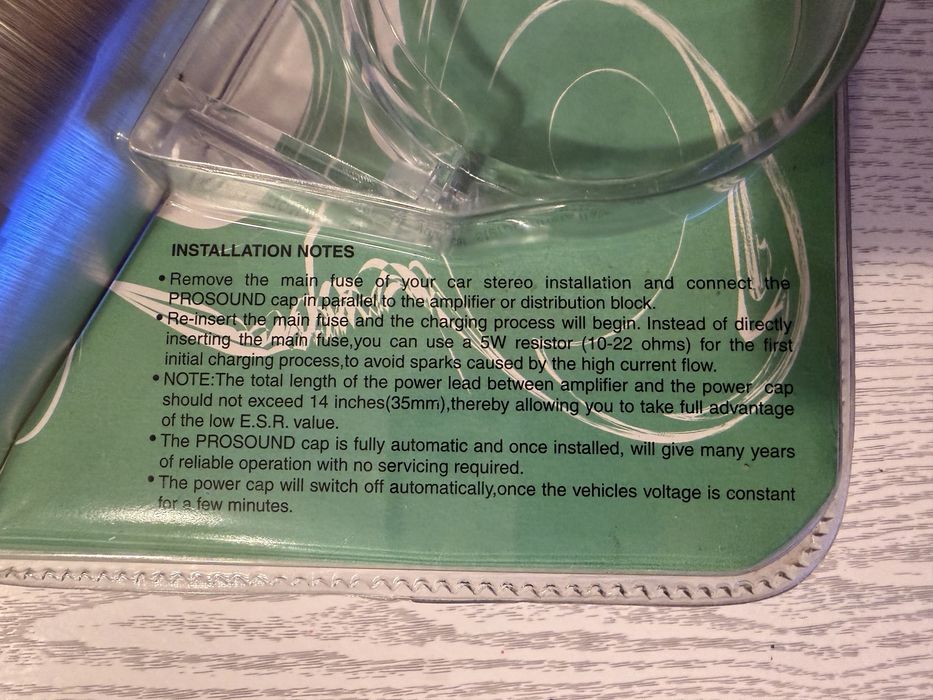 INSTALLATION NOTES
• Remove the main fuse of your car stereo installation and connect the
PROSOUND cap in parallel to the amplifier or distribution block.
• Re-insert the main fuse and the charging process will begin. Instead of directly
inserting the main fuse,you can use a 5W resistor (10-22 ohms) for the first
initial charging process,to avoid sparks caused by the high current flow.
• NOTE:The total length of the power lead between amplifier and the power cap
should not exceed 14 inches(35mm),thereby allowing you to take full advantage
of the low E.S.R. value.
• The PROSOUND cap is fully automatic and once installed, will give many years
of reliable operation with no servicing required.
• The power cap will switch off automatically,once the vehicles voltage is constant
for a few minutes.